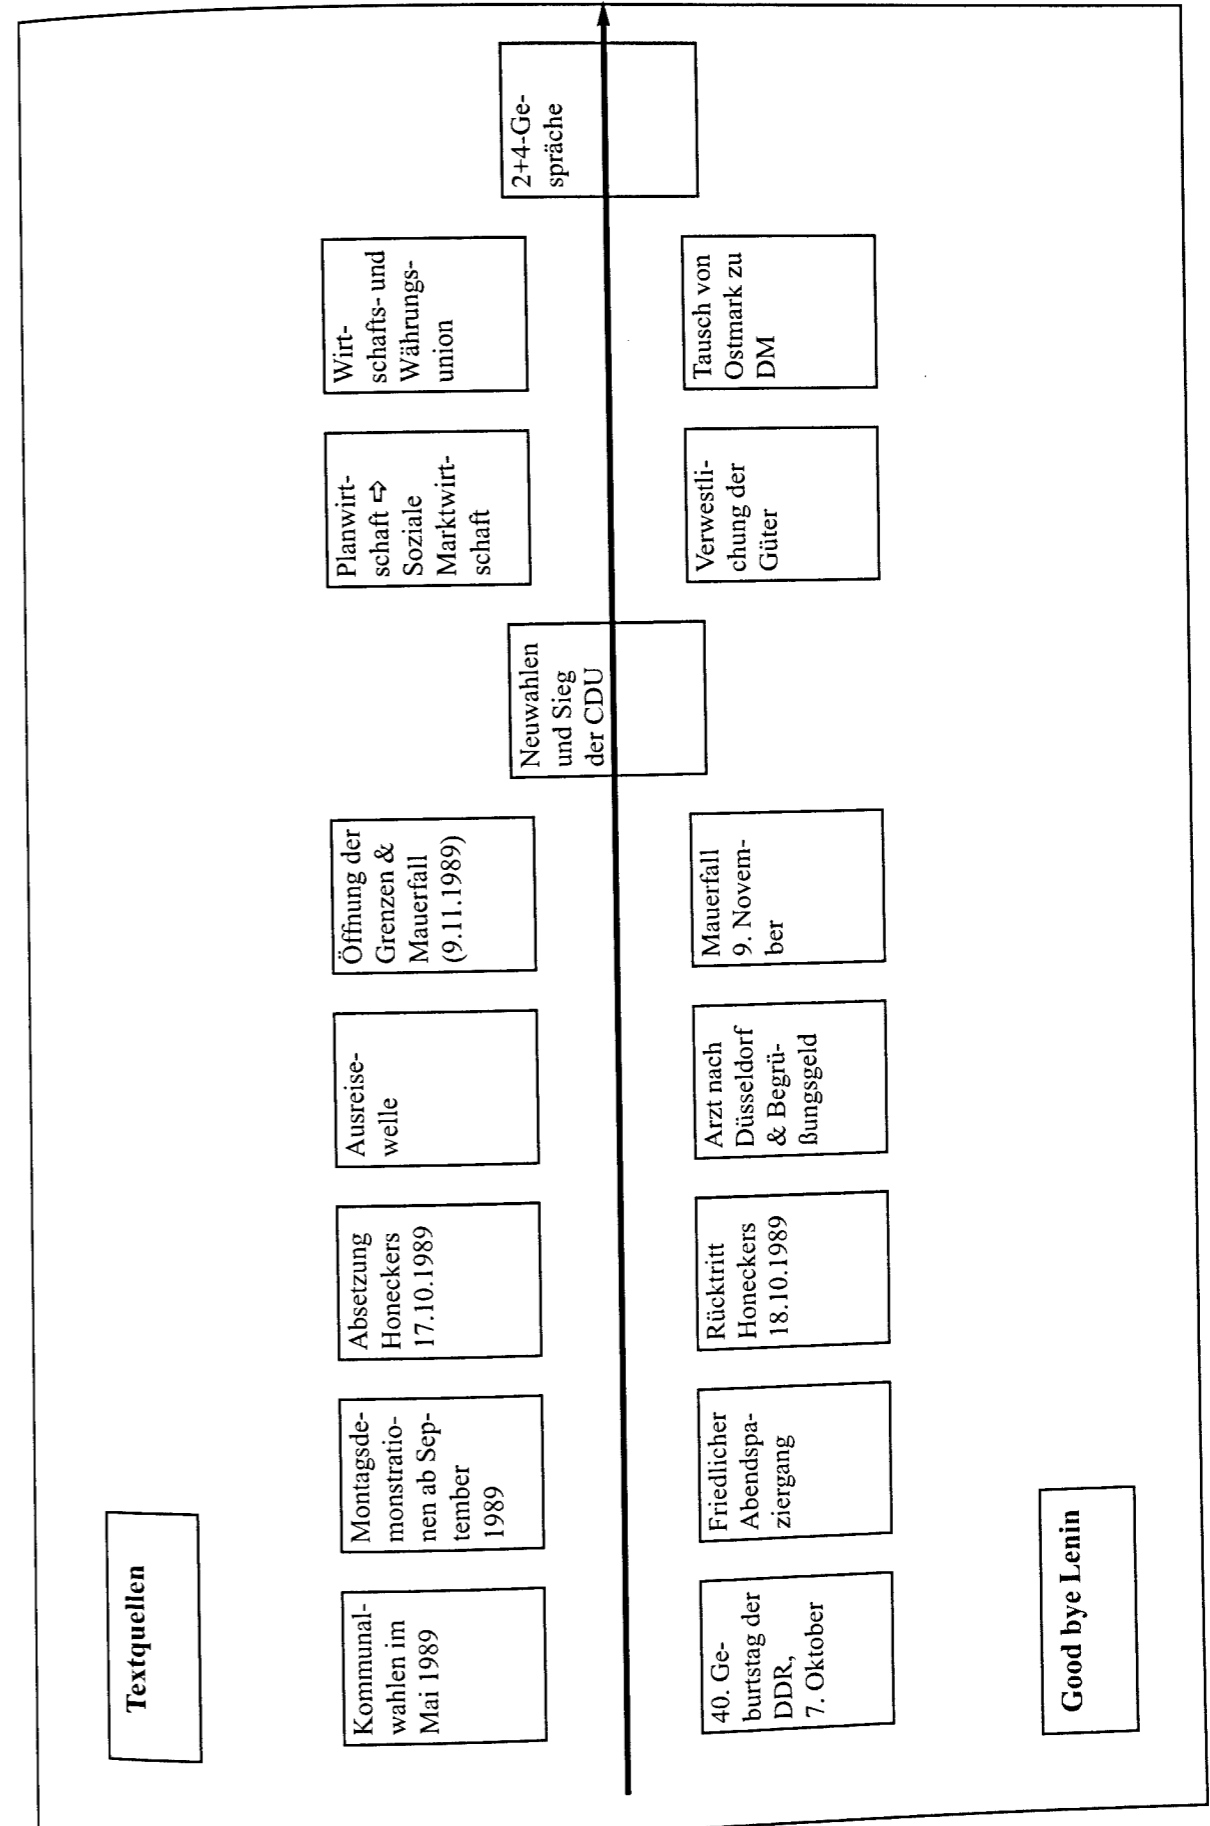 Textquellen
Kommunal-
wahlen im
Mai 1989
Montagsde-
monstratio-
nen ab Sep-
tember
1989
Absetzung
Honeckers
17.10.1989
Ausreise-
welle
Öffnung der
Grenzen &
Mauerfall
(9.11.1989)
Planwirt-
schaft ⇨
Soziale
Marktwirt-
schaft
Wirt-
schafts- und
Währungs-
union
Neuwahlen
und Sieg
der CDU
2+4-Ge-
spräche
40. Ge-
burtstag der
DDR,
7. Oktober
Friedlicher
Abendspa-
ziergang
Rücktritt
Honeckers
18.10.1989
Arzt nach
Düsseldorf
& Begrü-
ßungsgeld
Mauerfall
9. Novem-
ber
Verwestli-
chung der
Güter
Tausch von
Ostmark zu
DM
Good bye Lenin